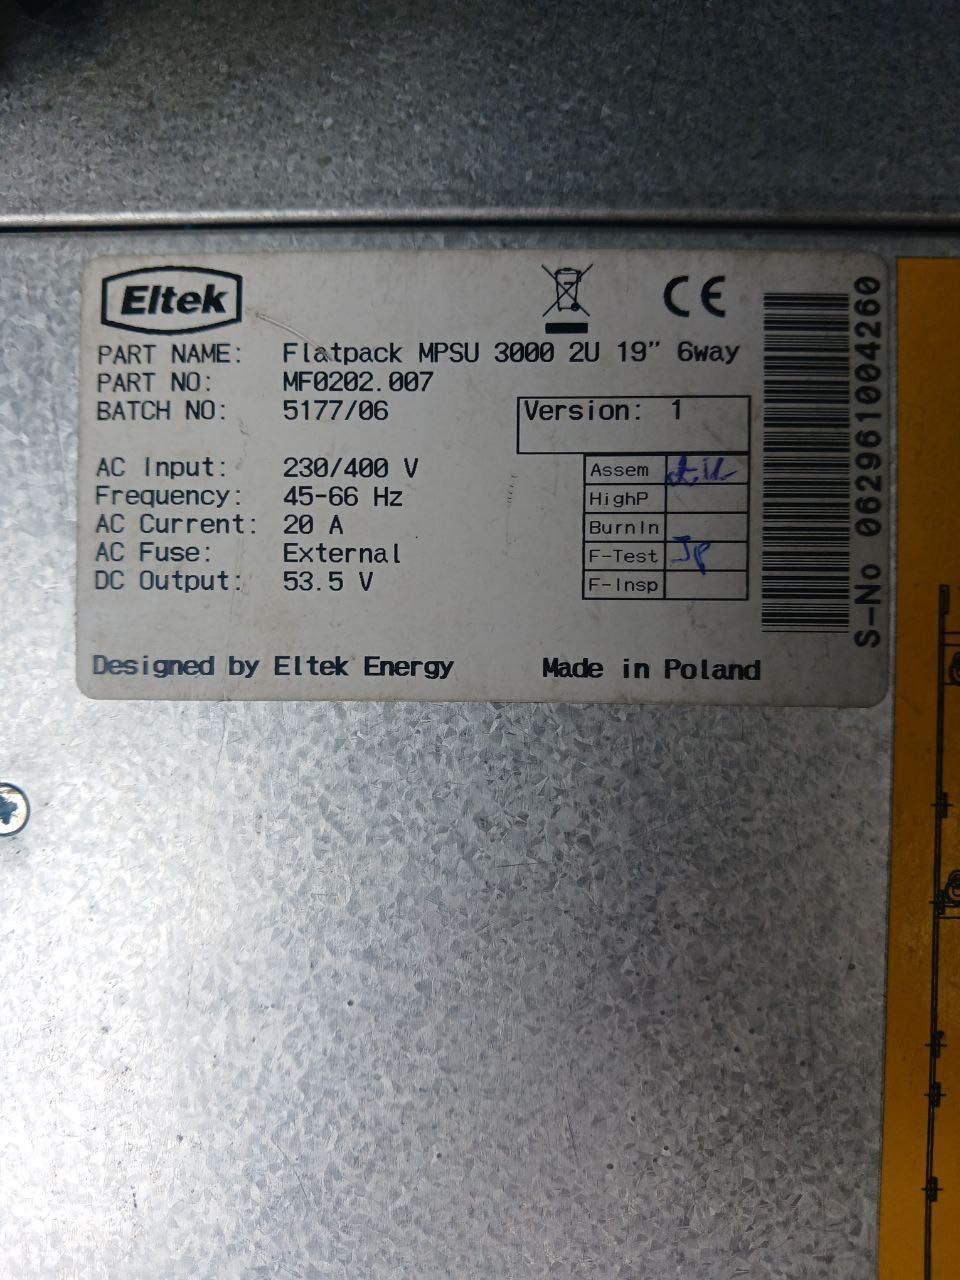 Eltek
PART NAME: Flatpack MPSU 3000 2U 19" 6way
PART NO: MF0202.007
BATCH NO: 5177/06
Version: 1
AC Input: 230/400 V
Frequency: 45-66 Hz
AC Current: 20 A
AC Fuse: External
DC Output: 53.5 V
Assem
HighP
BurnIn
F-Test Jp
F-Insp
Designed by Eltek Energy Made in Poland
S-No 062961004260
CE